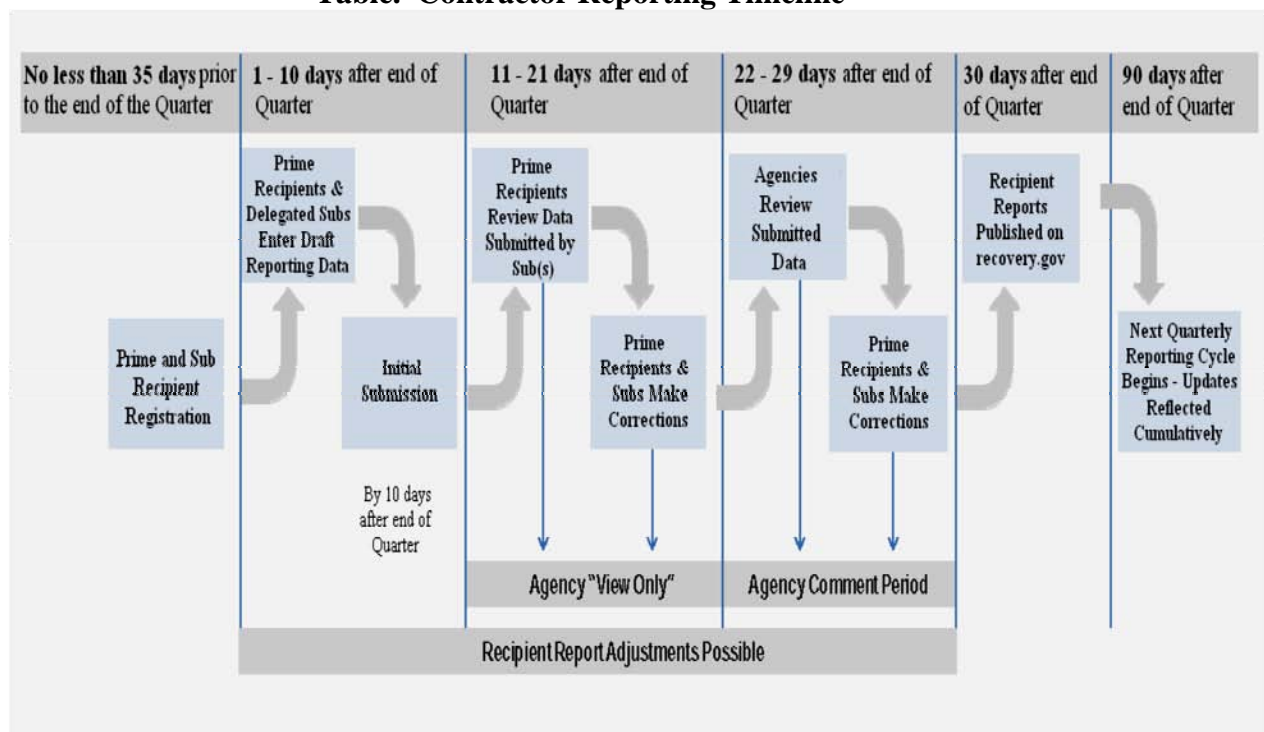 Table: Contractor Reporting Timeline
No less than 35 days prior
to the end of the Quarter
1 - 10 days after end of
Quarter
11 - 21 days after end of
Quarter
22 - 29 days after end of
Quarter
30 days after end
of Quarter
90 days after
end of Quarter
Prime and Sub
Recipient
Registration
Prime
Recipients &
Delegated Subs
Enter Draft
Reporting Data
Initial
Submission
By 10 days
after end of
Quarter
Prime
Recipients
Review Data
Submitted by
Sub(s)
Prime
Recipients &
Subs Make
Corrections
Agencies
Review
Submitted
Data
Prime
Recipients &
Subs Make
Corrections
Recipient
Reports
Published on
recovery.gov
Next Quarterly
Reporting Cycle
Begins - Updates
Reflected
Cumulatively
Agency "View Only"
Agency Comment Period
Recipient Report Adjustments Possible